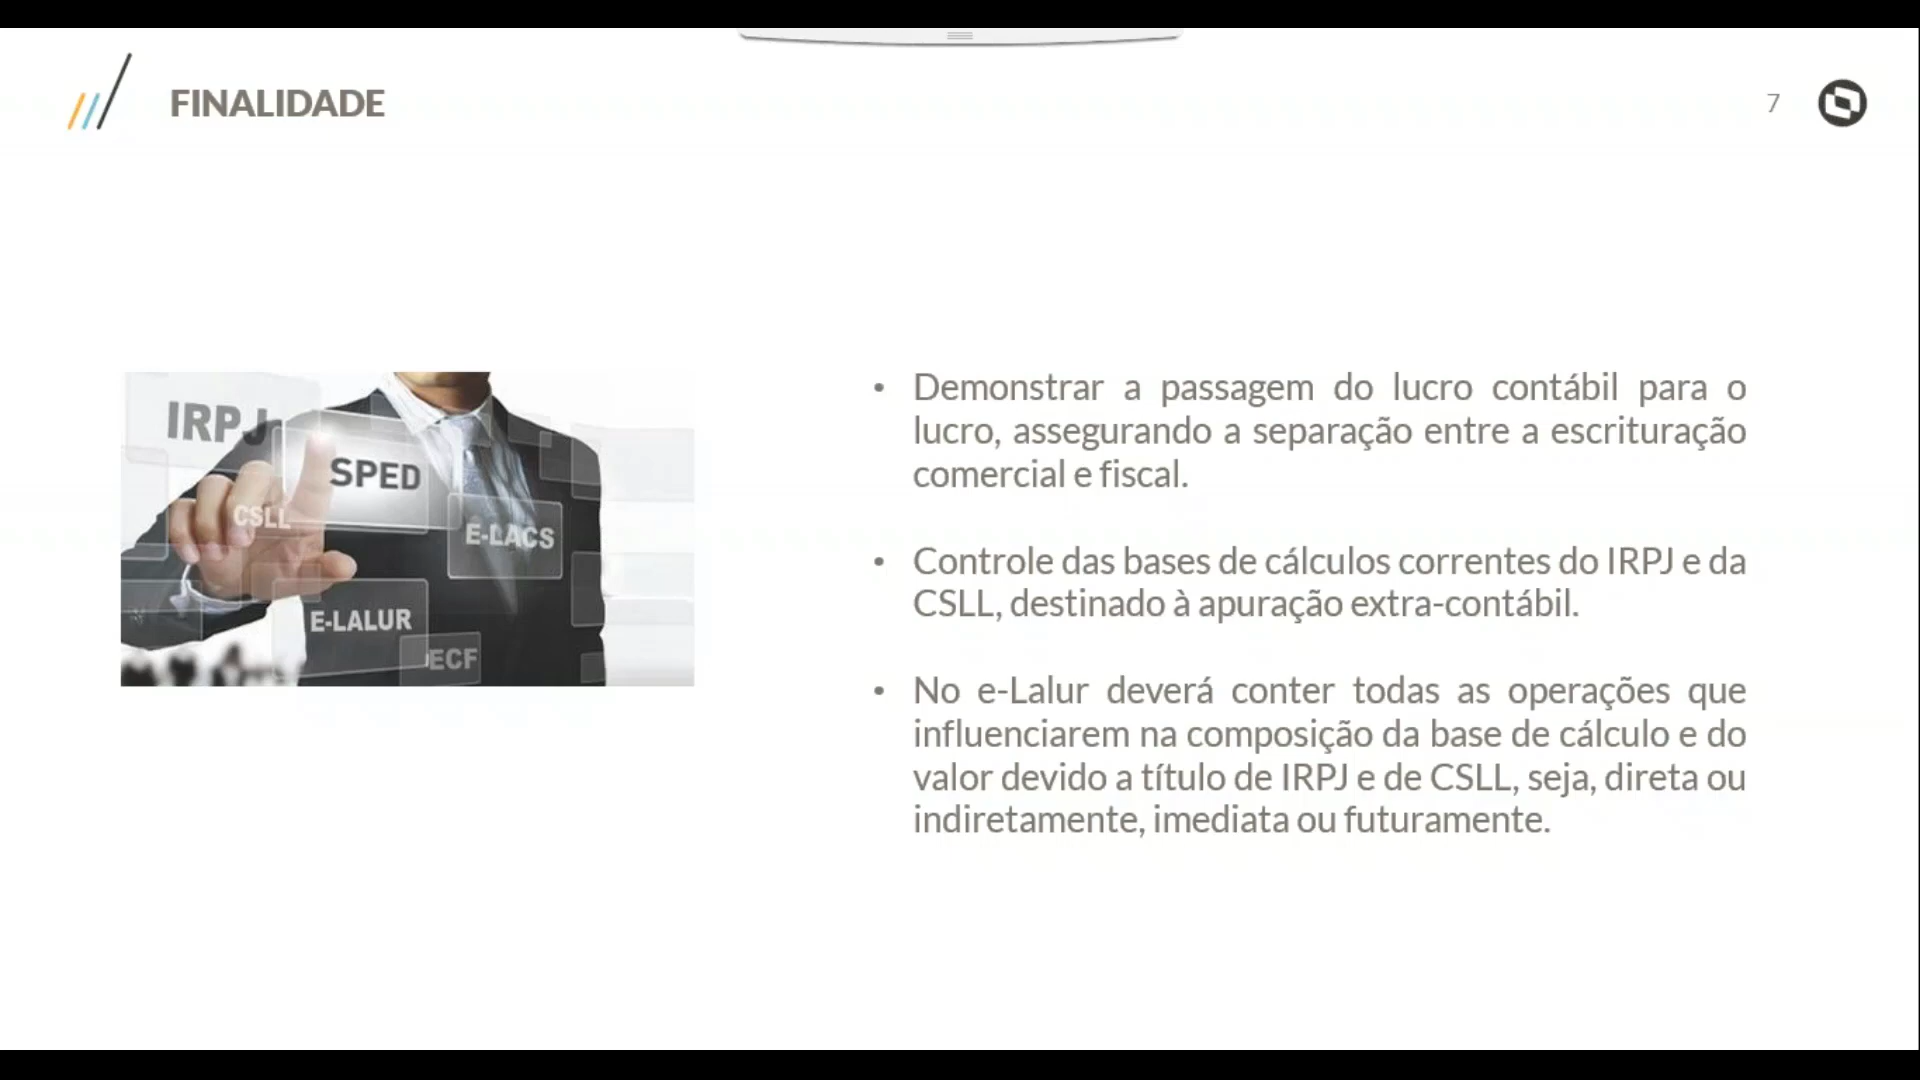 FINALIDADE
7
IRPJ
SPED
CSLL
E-LACS
E-LALUR
ECF
• Demonstrar a passagem do lucro contábil para o
lucro, assegurando a separação entre a escrituração
comercial e fiscal.
• Controle das bases de cálculos correntes do IRPJ e da
CSLL, destinado à apuração extra-contábil.
• No e-Lalur deverá conter todas as operações que
influenciarem na composição da base de cálculo e do
valor devido a título de IRPJ e de CSLL, seja, direta ou
indiretamente, imediata ou futuramente.